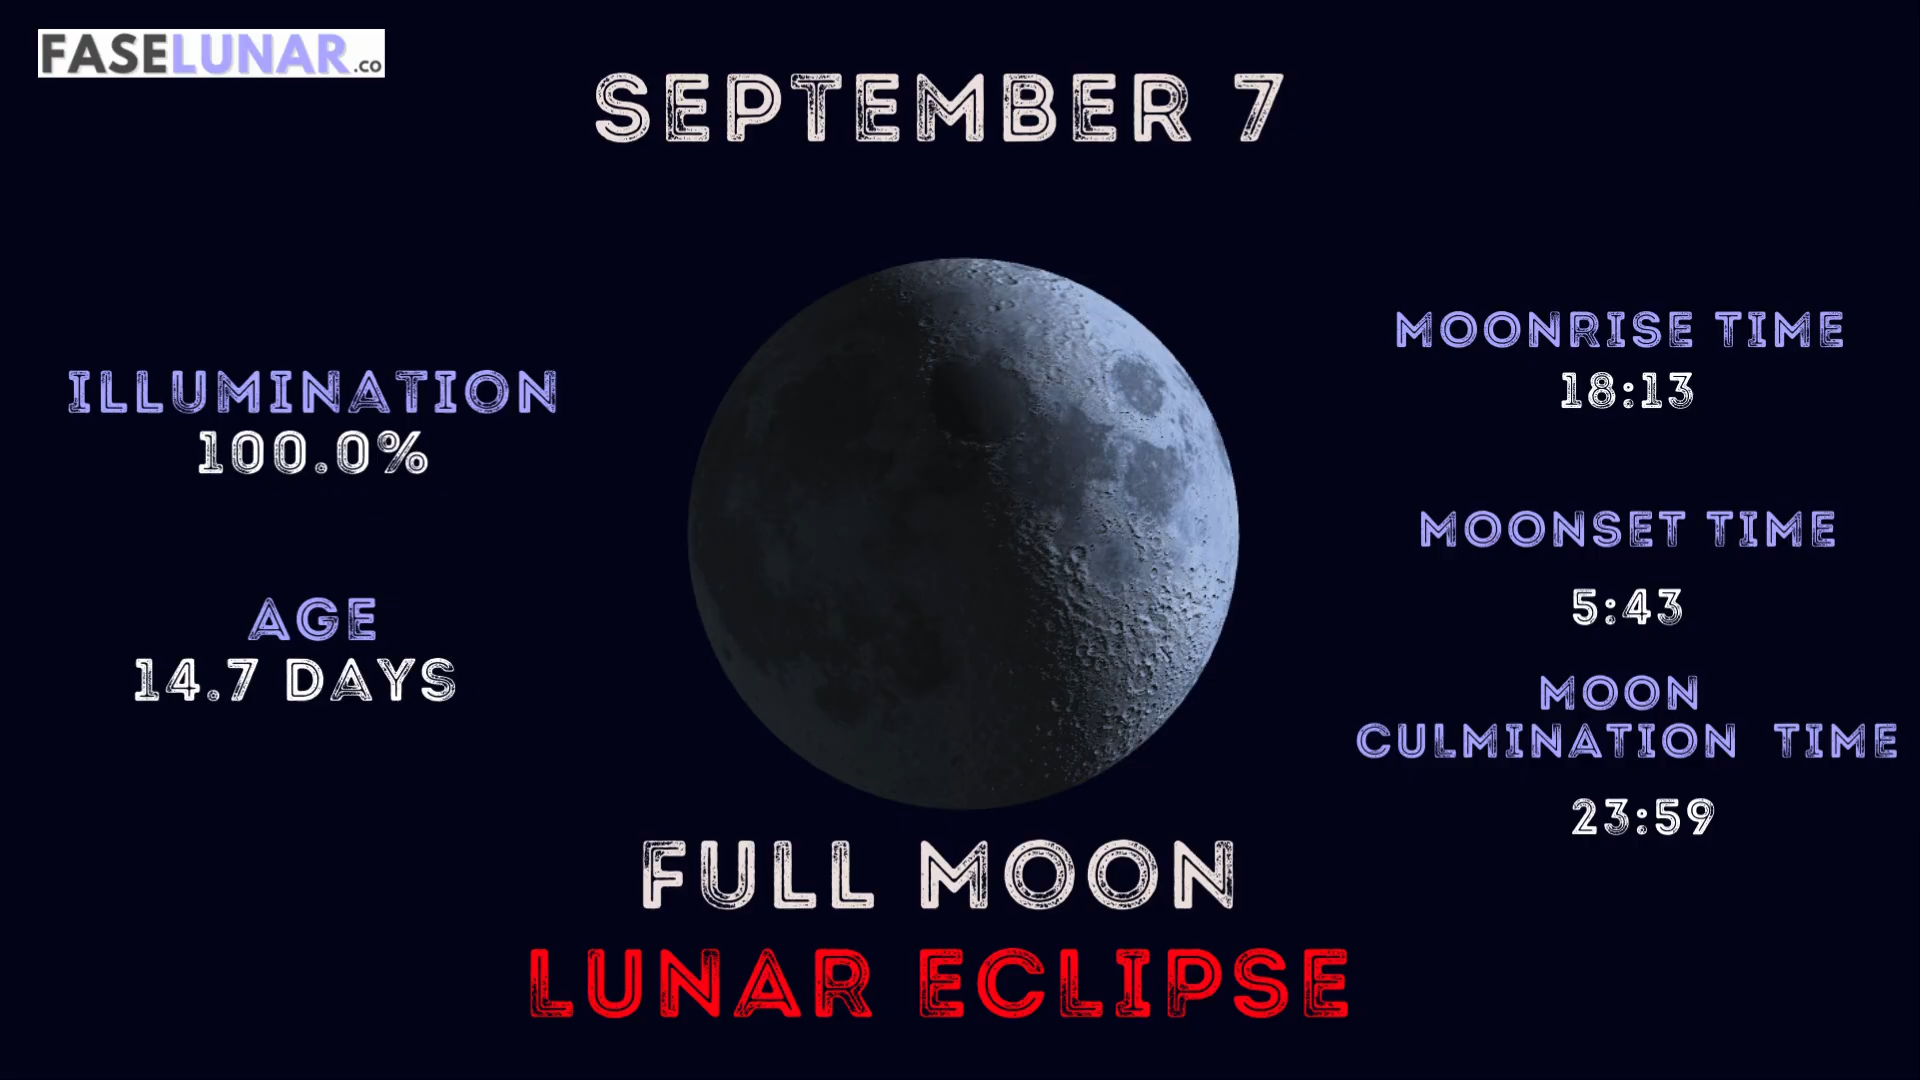 FASELUNAR.co
SEPTEMBER 7
ILLUMINATION
100.0%
AGE
14.7 DAYS
MOONRISE TIME
18:13
MOONSET TIME
5:43
MOON
CULMINATION TIME
23:59
FULL MOON
LUNAR ECLIPSE